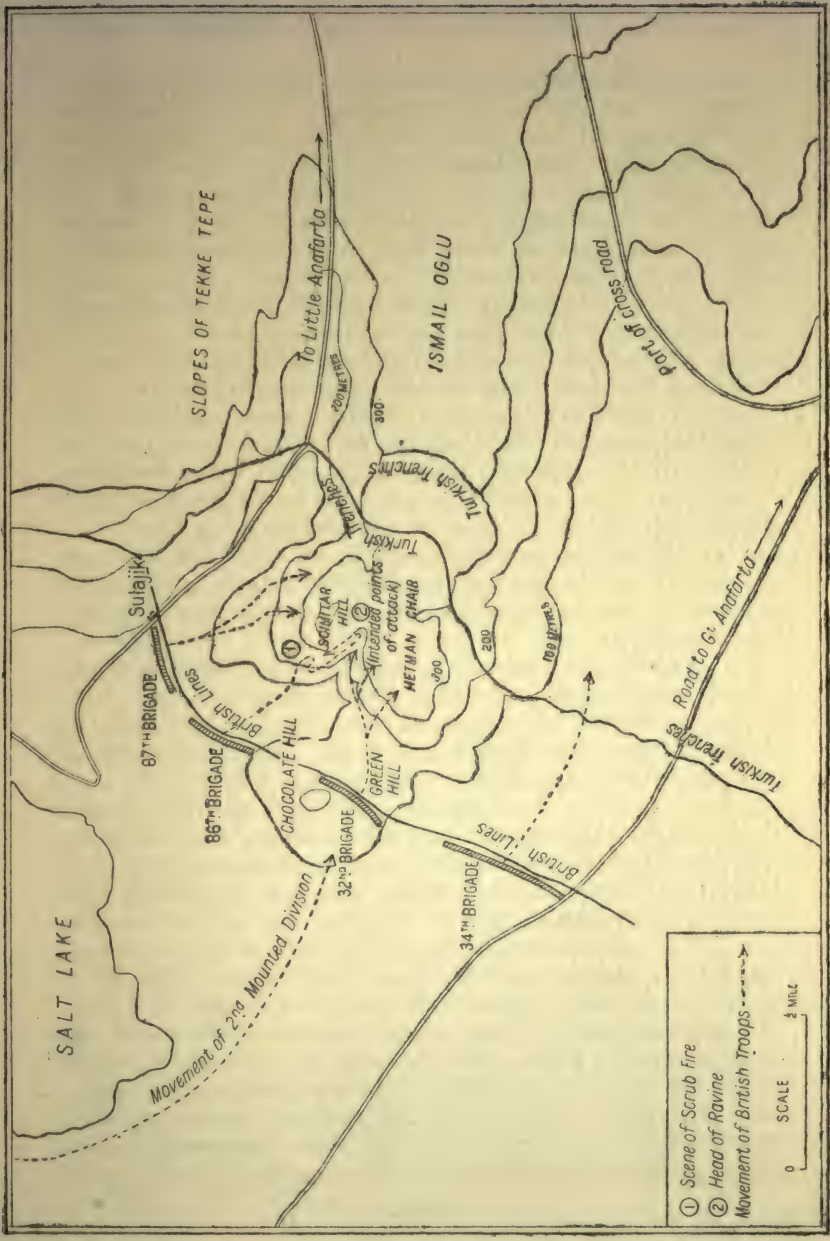 SALT LAKE
Movement of 2nd Mounted Division
SLOPES OF TEKKE TEPE
To Little Anafarta
Sulajik
87TH BRIGADE
86TH BRIGADE
British Lines
CHOCOLATE HILL
32ND BRIGADE
GREEN HILL
34TH BRIGADE
British Lines
①
SCIMITAR
HILL
②
(Intended points
of attack)
HETMAN CHAIR
Turkish Trenches
Turkish Trenches
200 METRES
300
ISMAIL OGLU
200
200
100 METRES
Part of cross road
Road to Gt. Anafarta
Turkish Trenches
① Scene of Scrub Fire
② Head of Ravine
Movement of British Troops
0 SCALE ½ MILE